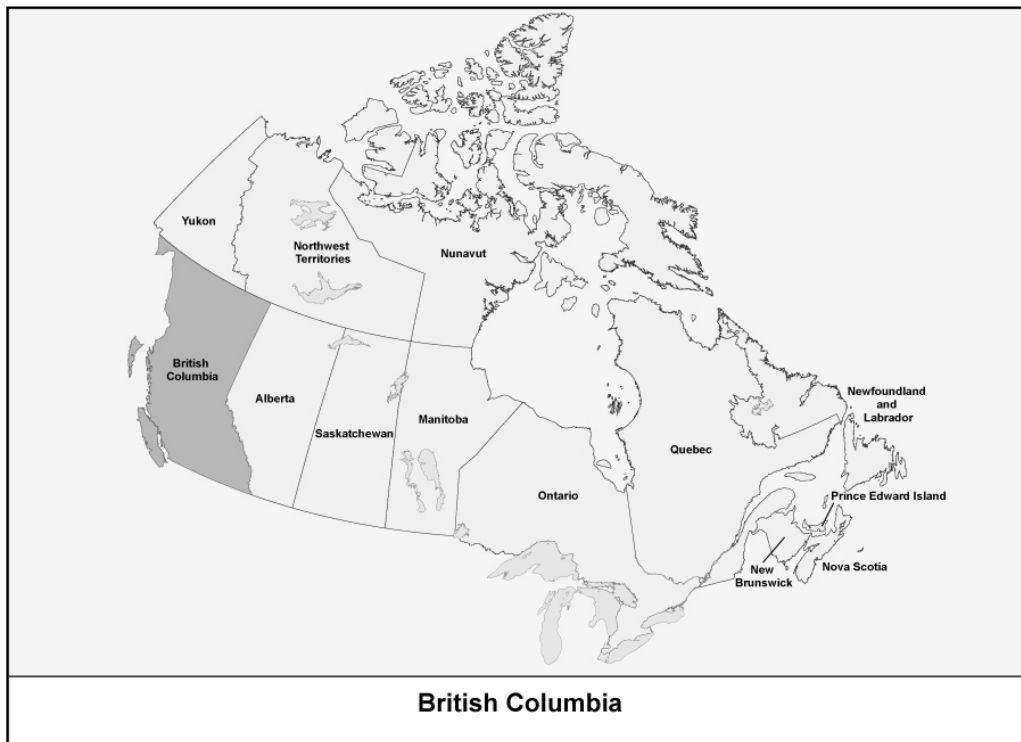 Yukon
Northwest
Territories
Nunavut
British
Columbia
Alberta
Saskatchewan
Manitoba
Ontario
Quebec
Newfoundland
and
Labrador
Prince Edward Island
New
Brunswick
Nova Scotia
British Columbia